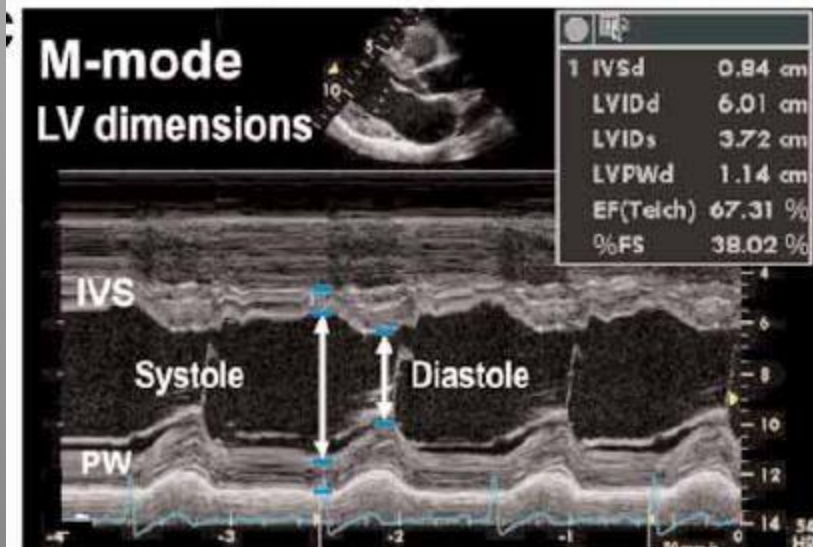 M-mode
LV dimensions
5
10
1 IVSd 0.84 cm
LVIDd 6.01 cm
LVIDs 3.72 cm
LVPWd 1.14 cm
EF(Teich) 67.31 %
%FS 38.02 %
IVS
Systole
Diastole
PW
4
6
8
10
12
14
-3
-2
-1
0